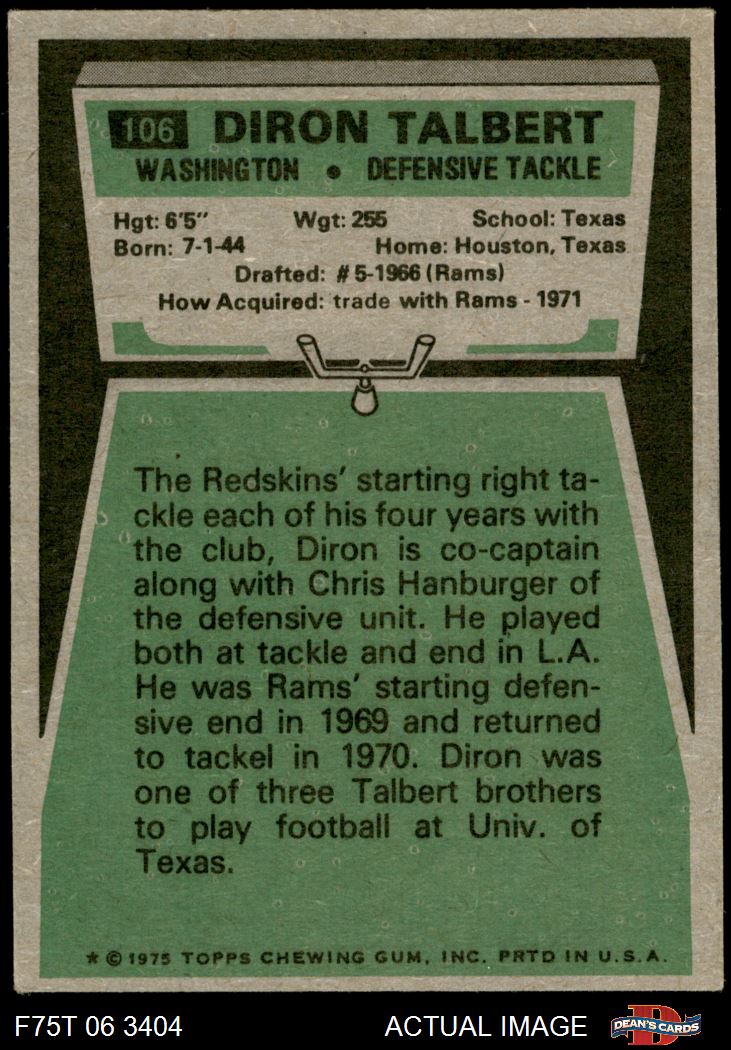 106 DIRON TALBERT
WASHINGTON • DEFENSIVE TACKLE
Hgt: 6'5" Wgt: 255 School: Texas
Born: 7-1-44 Home: Houston, Texas
Drafted: #5-1966 (Rams)
How Acquired: trade with Rams - 1971
The Redskins' starting right ta-
ckle each of his four years with
the club, Diron is co-captain
along with Chris Hanburger of
the defensive unit. He played
both at tackle and end in L.A.
He was Rams' starting defen-
sive end in 1969 and returned
to tackel in 1970. Diron was
one of three Talbert brothers
to play football at Univ. of
Texas.
* © 1975 TOPPS CHEWING GUM, INC. PRTD IN U.S.A.
F75T 06 3404 ACTUAL IMAGE D DEAN'S CARDS